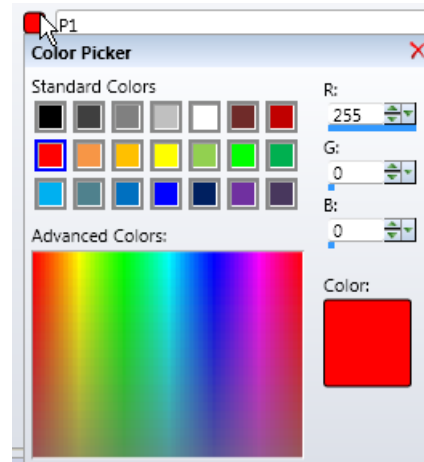 P1
Color Picker
Standard Colors
R:
255
G:
0
B:
0
Advanced Colors:
Color: